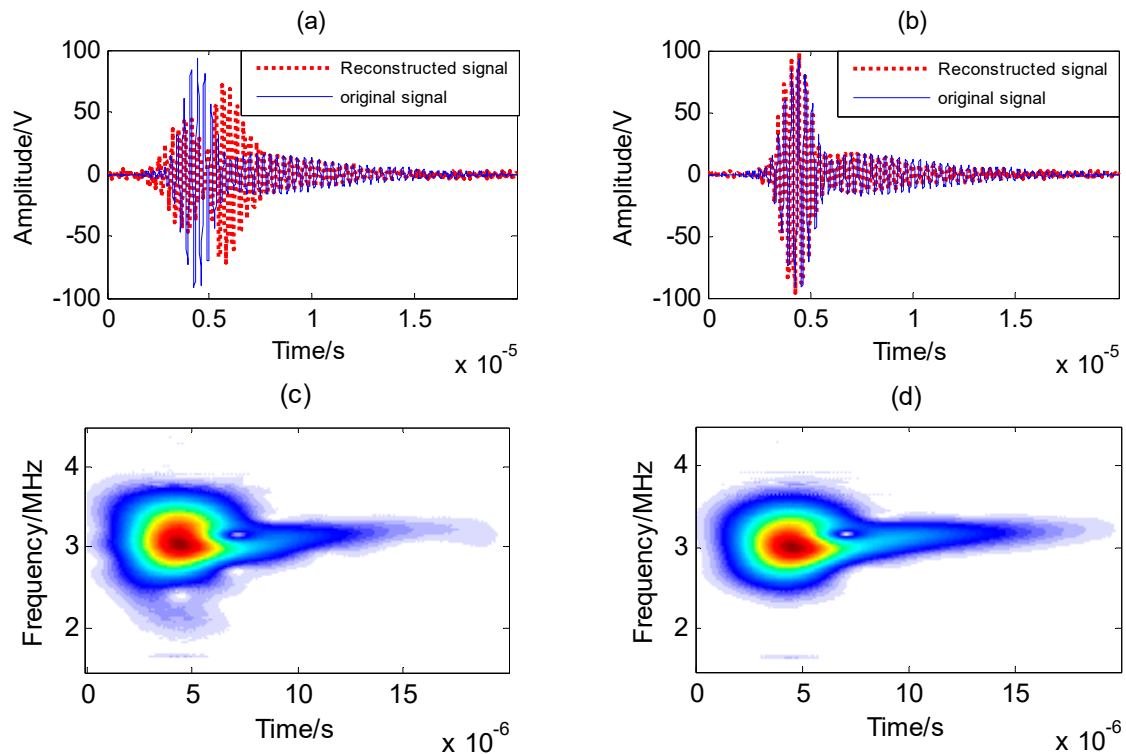 (a)
100
50
0
-50
-100
Amplitude/V
Reconstructed signal
original signal
0 0.5 1 1.5
Time/s
x 10^-5
(b)
100
50
0
-50
-100
Amplitude/V
Reconstructed signal
original signal
0 0.5 1 1.5
Time/s
x 10^-5
(c)
4
3
2
Frequency/MHz
0 5 10 15
Time/s
x 10^-6
(d)
4
3
2
Frequency/MHz
0 5 10 15
Time/s
x 10^-6